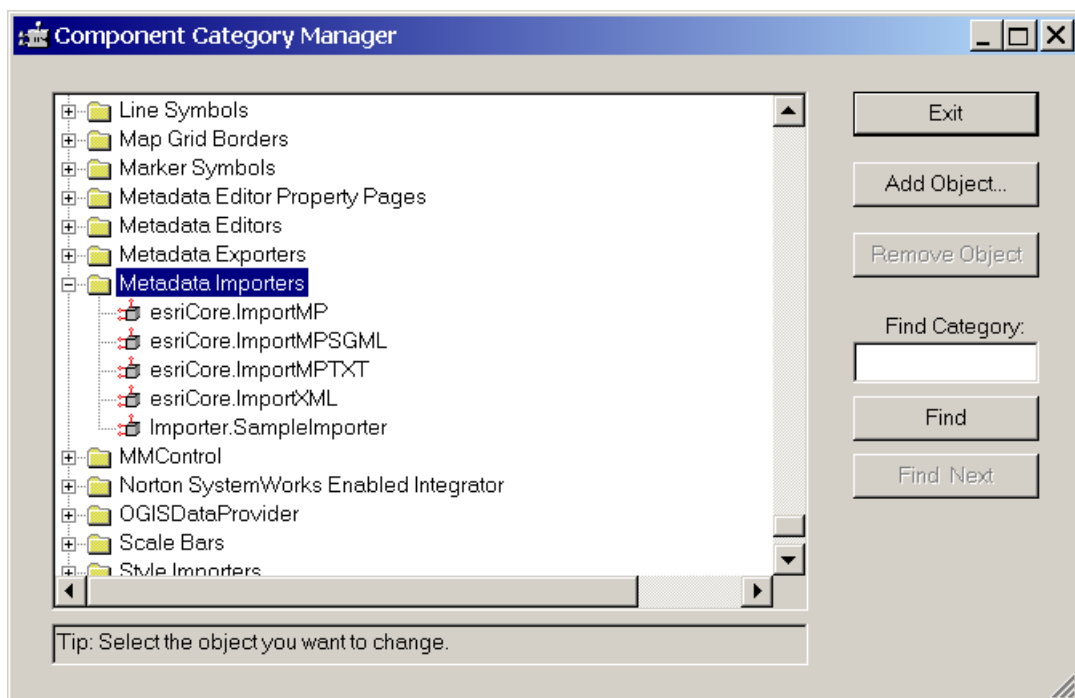 Component Category Manager
Line Symbols
Map Grid Borders
Marker Symbols
Metadata Editor Property Pages
Metadata Editors
Metadata Exporters
Metadata Importers
esriCore.ImportMP
esriCore.ImportMPSGML
esriCore.ImportMPTXT
esriCore.ImportXML
Importer.SampleImporter
MMControl
Norton SystemWorks Enabled Integrator
OGISDataProvider
Scale Bars
Style Importers
Exit
Add Object...
Remove Object
Find Category:
Find
Find Next
Tip: Select the object you want to change.